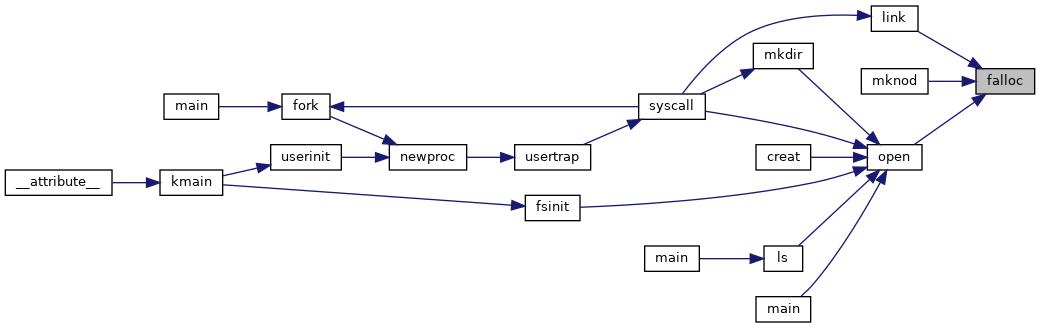 link
mkdir
mknod
falloc
main
fork
syscall
userinit
newproc
usertrap
creat
open
__attribute__
kmain
fsinit
main
ls
main